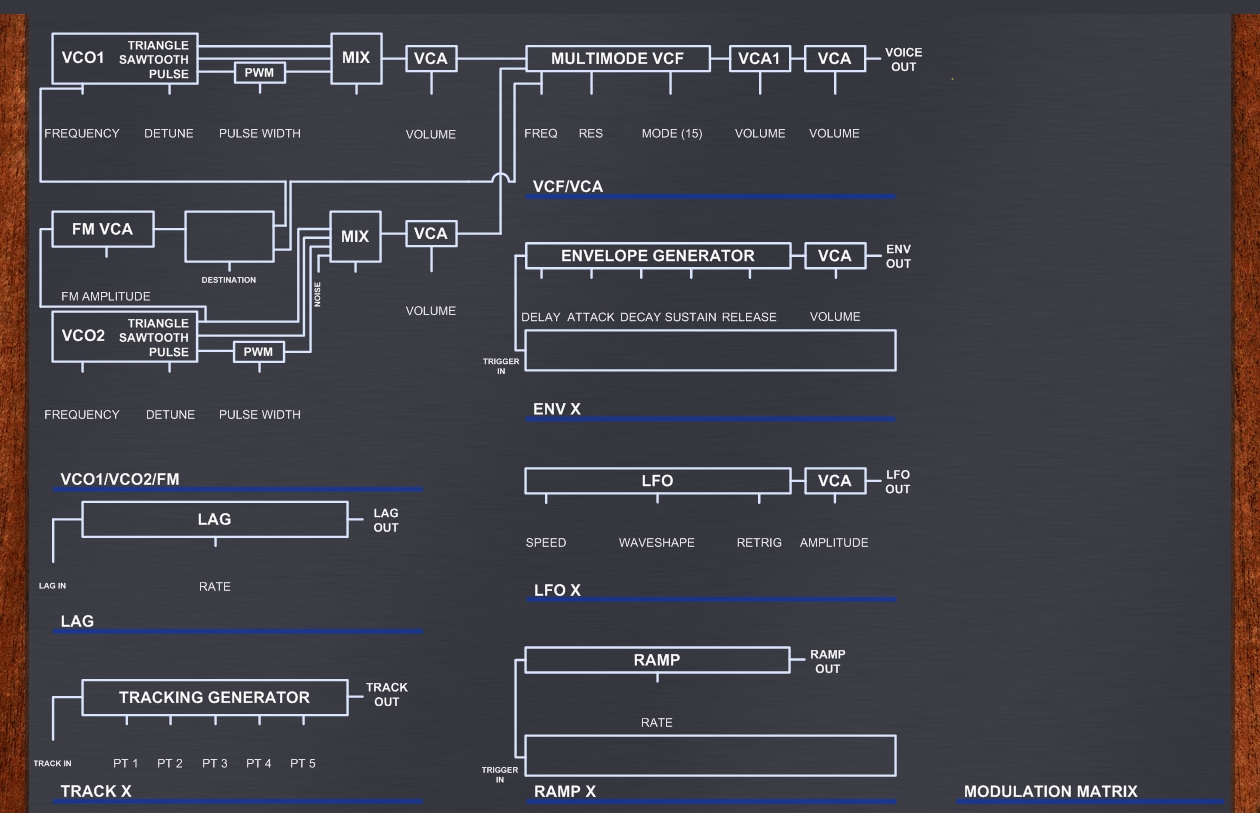 VCO1
TRIANGLE
SAWTOOTH
PULSE
PWM
MIX
VCA
FREQUENCY DETUNE PULSE WIDTH VOLUME
FM VCA
DESTINATION
FM AMPLITUDE
NOISE
MIX
VCA
VOLUME
VCO2
TRIANGLE
SAWTOOTH
PULSE
PWM
FREQUENCY DETUNE PULSE WIDTH
VCO1/VCO2/FM
LAG
LAG
OUT
LAG IN
RATE
LAG
TRACKING GENERATOR
TRACK
OUT
TRACK IN PT 1 PT 2 PT 3 PT 4 PT 5
TRACK X
MULTIMODE VCF VCA1 VCA
VOICE
OUT
FREQ RES MODE (15) VOLUME VOLUME
VCF/VCA
ENVELOPE GENERATOR VCA
ENV
OUT
DELAY ATTACK DECAY SUSTAIN RELEASE VOLUME
TRIGGER
IN
ENV X
LFO VCA
LFO
OUT
SPEED WAVESHAPE RETRIG AMPLITUDE
LFO X
RAMP
RAMP
OUT
RATE
TRIGGER
IN
RAMP X
MODULATION MATRIX